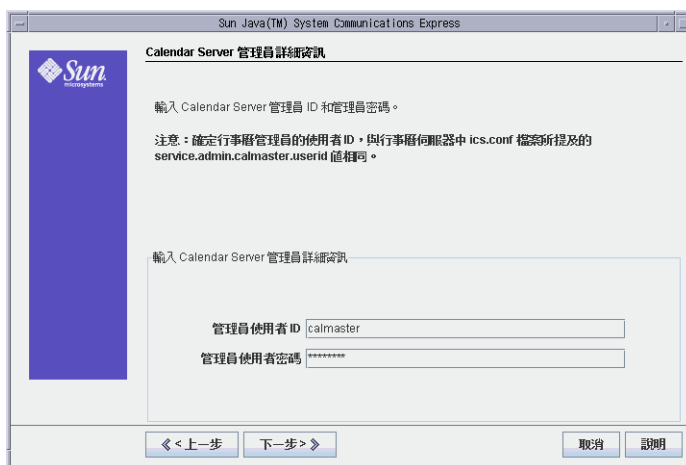 Sun Java(TM) System Communications Express
Sun
microsystems
Calendar Server 管理員詳細資訊
輸入 Calendar Server 管理員 ID 和管理員密碼。
注意：確定行事曆管理員的使用者 ID，與行事曆伺服器中 ics.conf 檔案所提及的
service.admin.calmaster.userid 值相同。
輸入 Calendar Server 管理員詳細資訊
管理員使用者 ID calmaster
管理員使用者密碼 ********
<上一步 下一步> 取消 說明